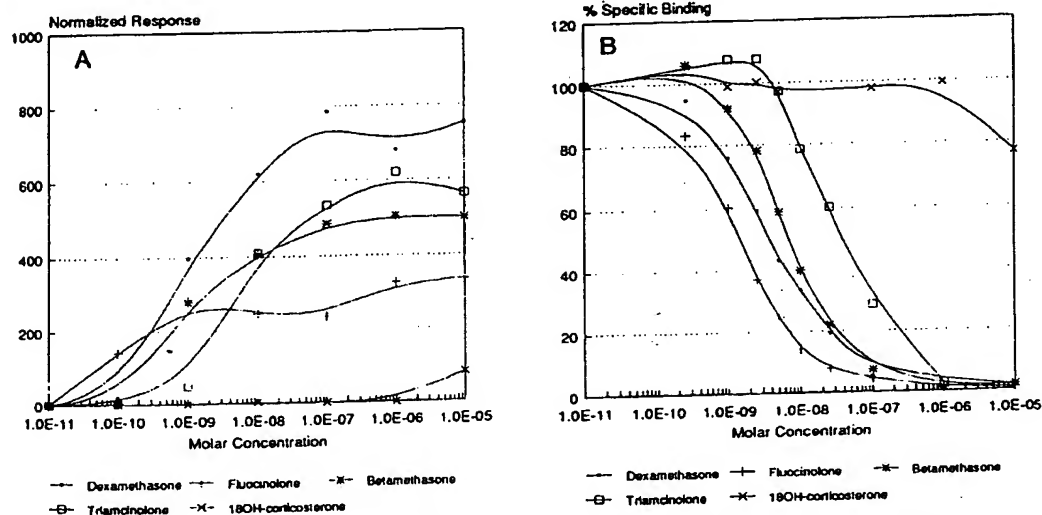 Normalized Response
A
1000
800
600
400
200
0
1.0E-11 1.0E-10 1.0E-09 1.0E-08 1.0E-07 1.0E-06 1.0E-05
Molar Concentration
Dexamethasone Fluocinolone Betamethasone
Triamcinolone 18OH-corticosterone
% Specific Binding
B
120
100
80
60
40
20
0
1.0E-11 1.0E-10 1.0E-09 1.0E-08 1.0E-07 1.0E-06 1.0E-05
Molar Concentration
Dexamethasone Fluocinolone Betamethasone
Triamcinolone 18OH-corticosterone